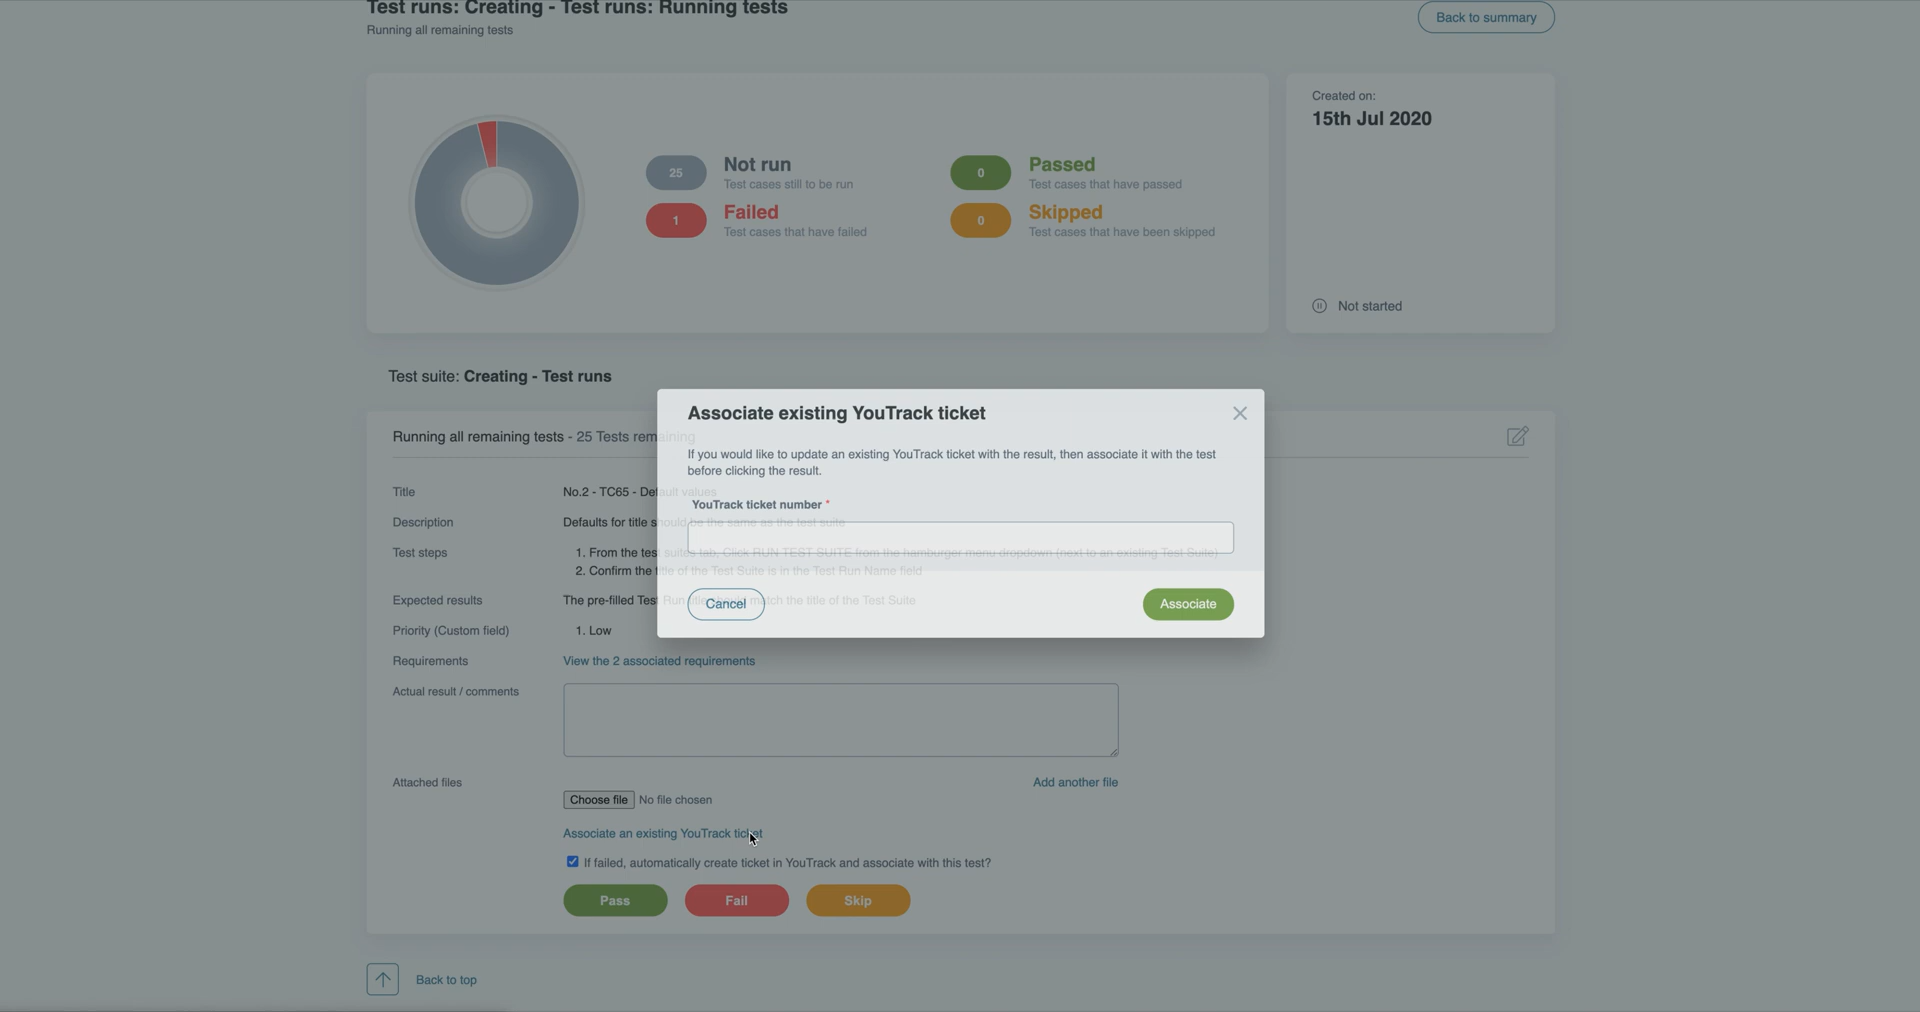 Test runs: Creating - Test runs: Running tests
Back to summary
Running all remaining tests
25
Not run
Test cases still to be run
0
Passed
Test cases that have passed
1
Failed
Test cases that have failed
0
Skipped
Test cases that have been skipped
Created on:
15th Jul 2020
Not started
Test suite: Creating - Test runs
Associate existing YouTrack ticket
If you would like to update an existing YouTrack ticket with the result, then associate it with the test
before clicking the result.
YouTrack ticket number *
Cancel
Associate
Running all remaining tests - 25 Tests remaining
Title
No.2 - TC65 - Default values
Description
Defaults for title should be the same as the test suite
Test steps
1. From the test suites tab, Click RUN TEST SUITE from the hamburger menu dropdown (next to an existing Test Suite)
2. Confirm the title of the Test Suite is in the Test Run Name field
Expected results
The pre-filled Test Run title should match the title of the Test Suite
Priority (Custom field)
1. Low
Requirements
View the 2 associated requirements
Actual result / comments
Attached files
Add another file
Choose file No file chosen
Associate an existing YouTrack ticket
If failed, automatically create ticket in YouTrack and associate with this test?
Pass
Fail
Skip
Back to top